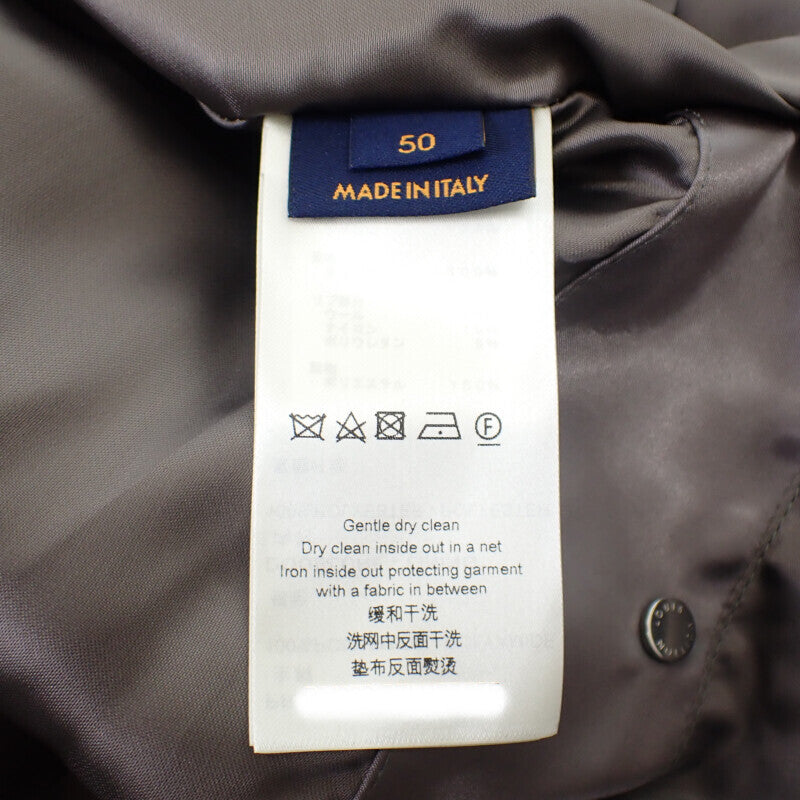 50
MADE IN ITALY
F
Gentle dry clean
Dry clean inside out in a net
Iron inside out protecting garment
with a fabric in between
缓和干洗
洗网中反面干洗
垫布反面熨烫